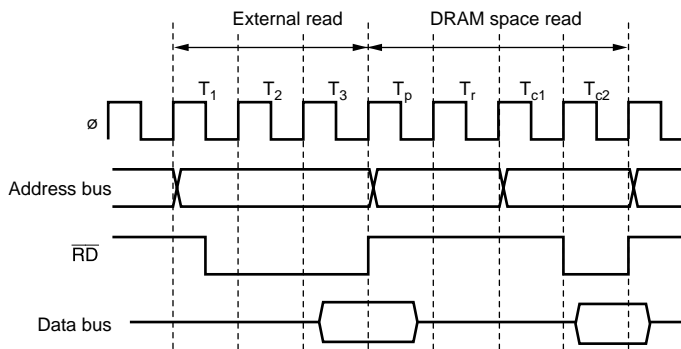 External read DRAM space read
T1 T2 T3 Tp Tr Tc1 Tc2
ø
Address bus
RD
Data bus